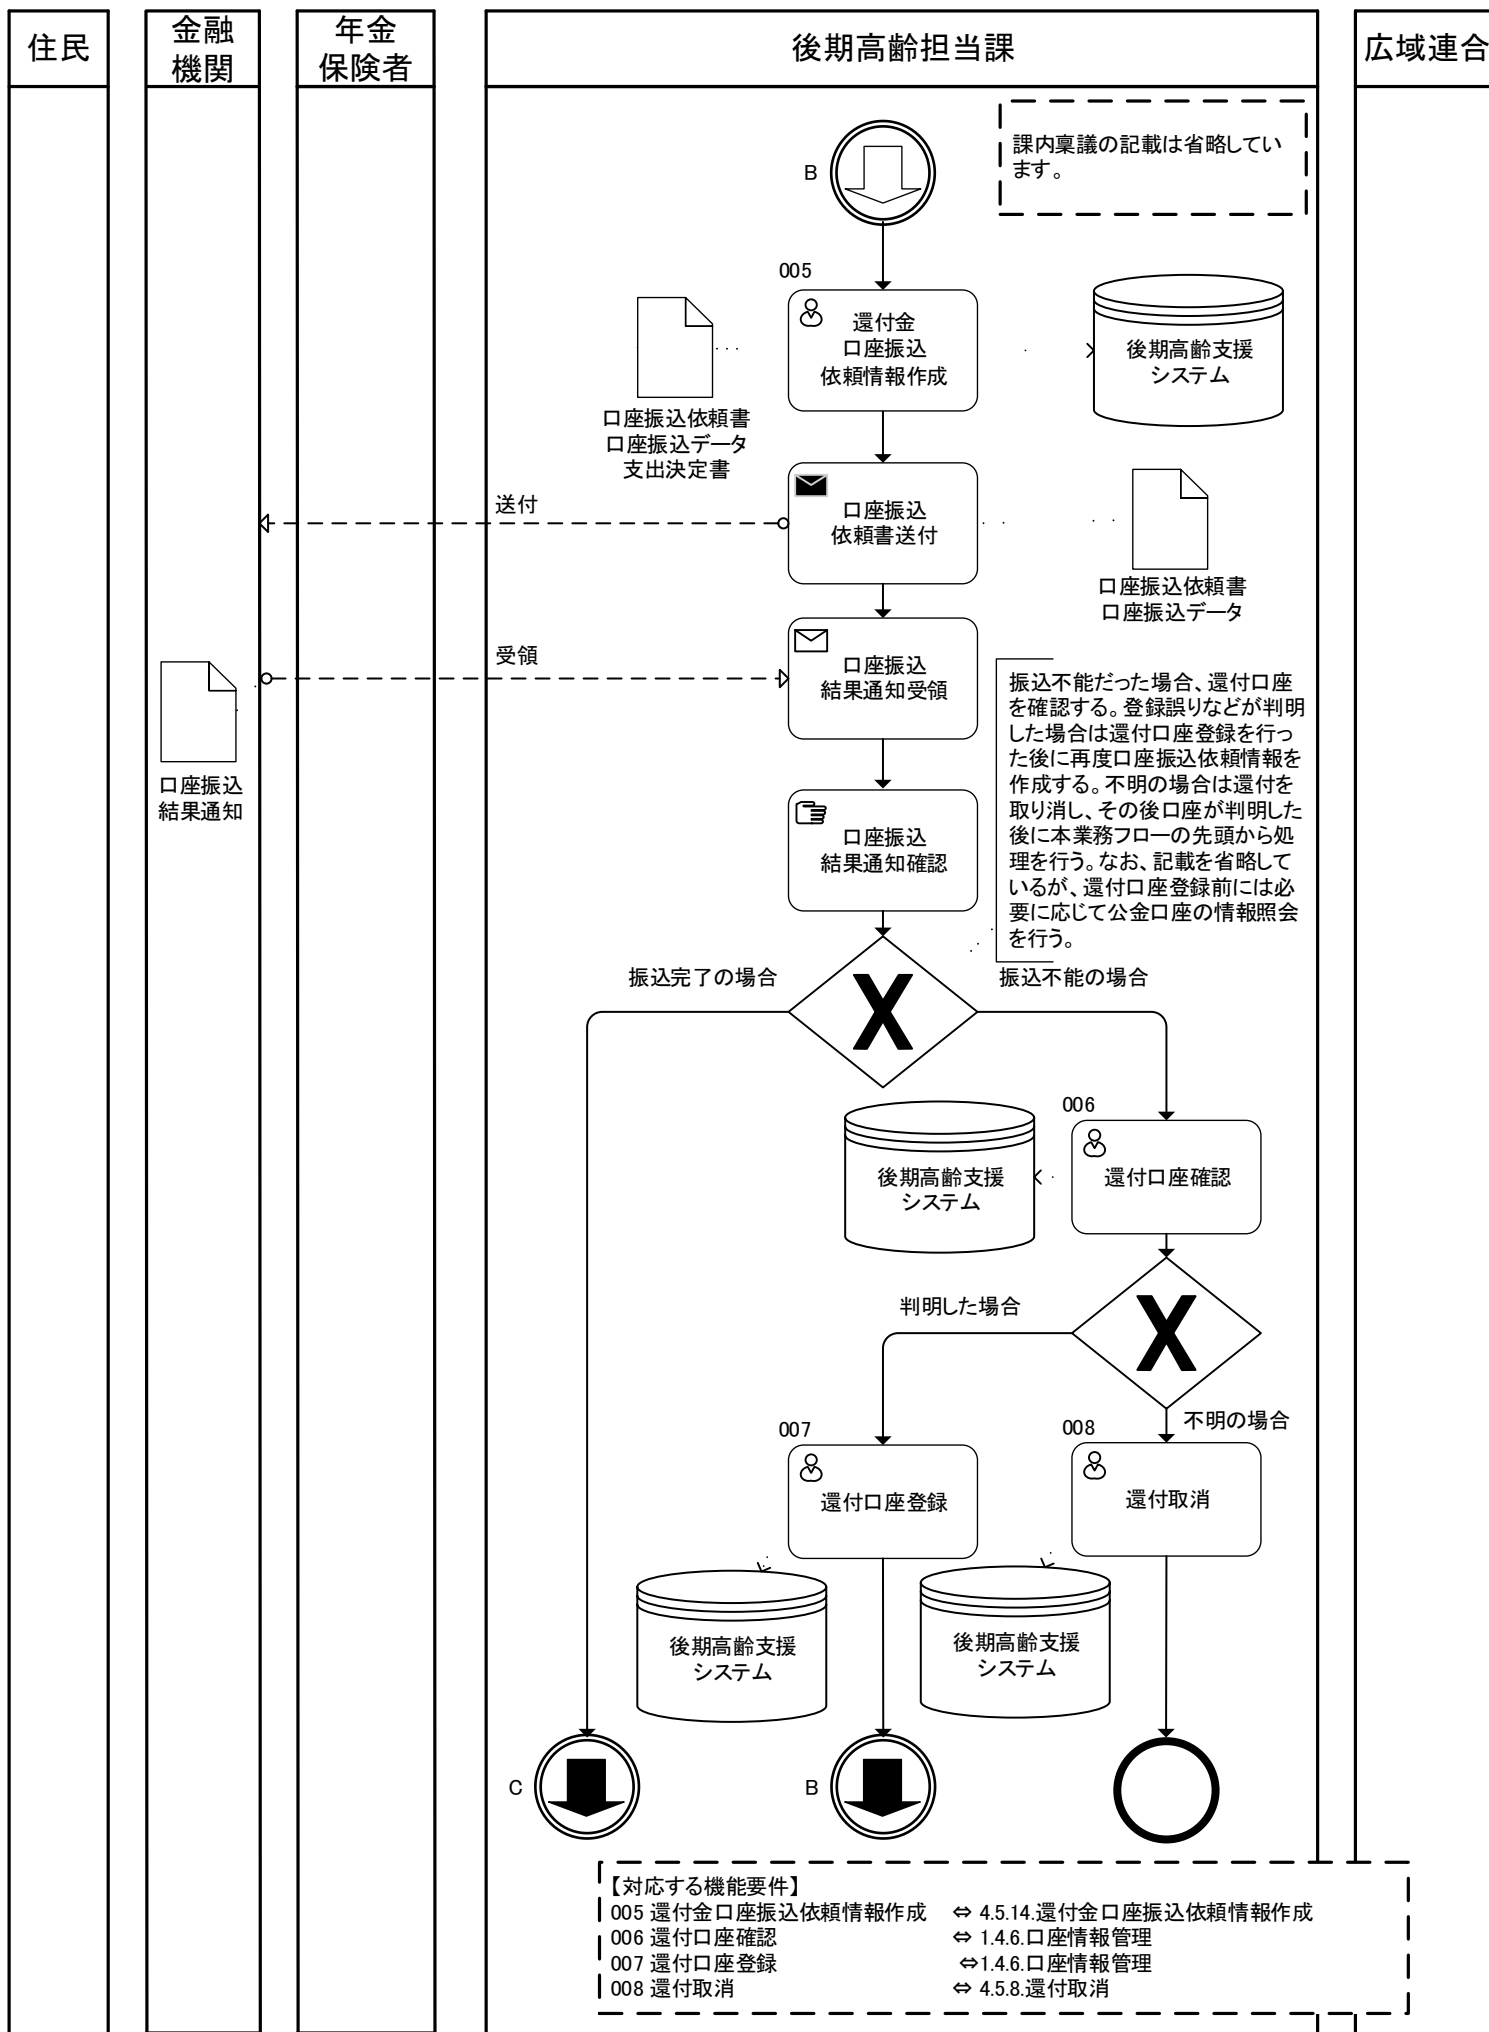 住民
金融
機関
年金
保険者
後期高齢担当課
広域連合
課内稟議の記載は省略してい
ます。
B
005
還付金
口座振込
依頼情報作成
後期高齢支援
システム
口座振込依頼書
口座振込データ
支出決定書
送付
口座振込
依頼書送付
口座振込依頼書
口座振込データ
受領
口座振込
結果通知受領
口座振込
結果通知
振込不能だった場合、還付口座
を確認する。登録誤りなどが判明
した場合は還付口座登録を行っ
た後に再度口座振込依頼情報を
作成する。不明の場合は還付を
取り消し、その後口座が判明した
後に本業務フローの先頭から処
理を行う。なお、記載を省略して
いるが、還付口座登録前には必
要に応じて公金口座の情報照会
を行う。
口座振込
結果通知確認
振込完了の場合
振込不能の場合
006
還付口座確認
後期高齢支援
システム
判明した場合
不明の場合
007
還付口座登録
008
還付取消
後期高齢支援
システム
後期高齢支援
システム
C
B
【対応する機能要件】
005 還付金口座振込依頼情報作成 ⇔ 4.5.14.還付金口座振込依頼情報作成
006 還付口座確認 ⇔ 1.4.6.口座情報管理
007 還付口座登録 ⇔1.4.6.口座情報管理
008 還付取消 ⇔ 4.5.8.還付取消